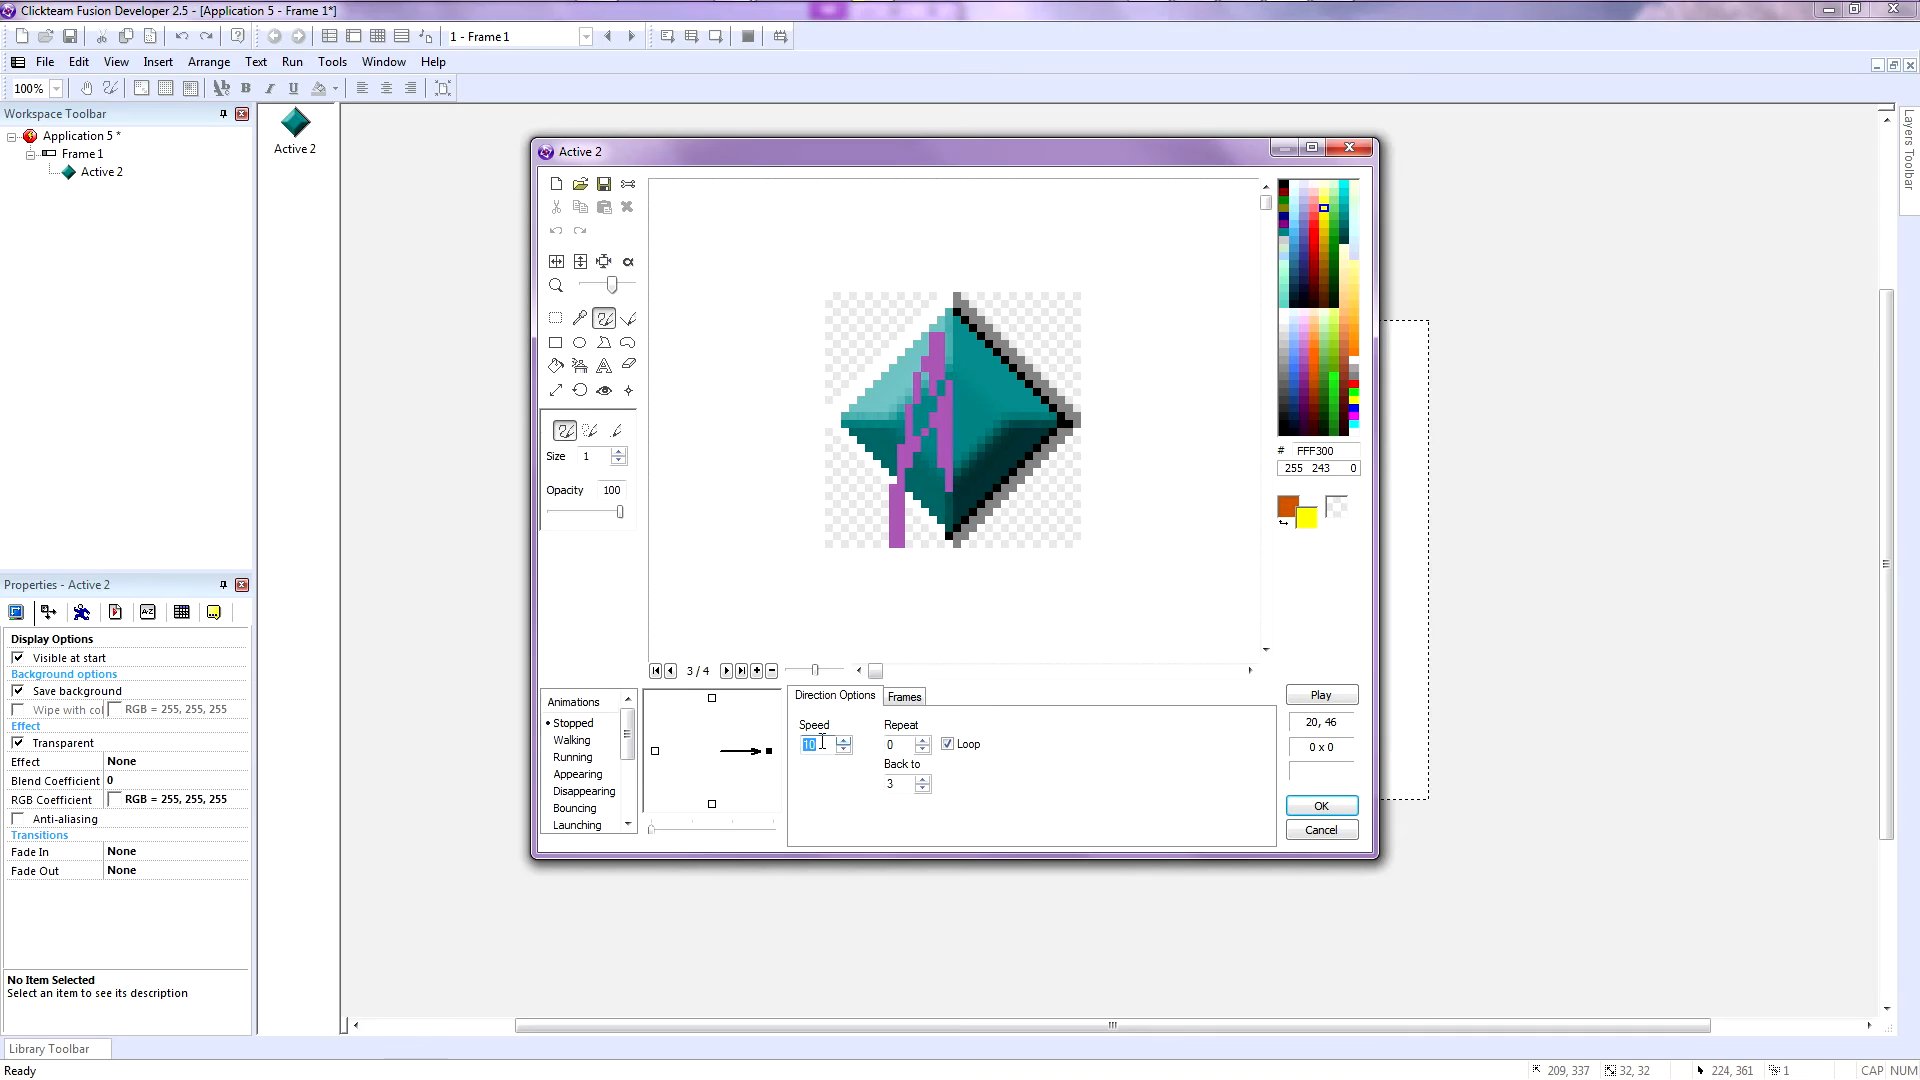 Clickteam Fusion Developer 2.5 - [Application 5 - Frame 1*]
1 - Frame 1
File Edit View Insert Arrange Text Run Tools Window Help
100%
Workspace Toolbar
Application 5 *
Frame 1
Active 2
Active 2
Layers Toolbar
Active 2
Size 1
Opacity 100
# FFF300
255 243 0
3 / 4
Animations
Stopped
Walking
Running
Appearing
Disappearing
Bouncing
Launching
Direction Options Frames
Speed
10
Repeat
0
Loop
Back to
3
Play
20, 46
0 x 0
OK
Cancel
Properties - Active 2
Display Options
Visible at start
Background options
Save background
Wipe with col RGB = 255, 255, 255
Effect
Transparent
Effect None
Blend Coefficient 0
RGB Coefficient RGB = 255, 255, 255
Anti-aliasing
Transitions
Fade In None
Fade Out None
No Item Selected
Select an item to see its description
Library Toolbar
Ready
209, 337 32, 32 224, 361 1 CAP NUM